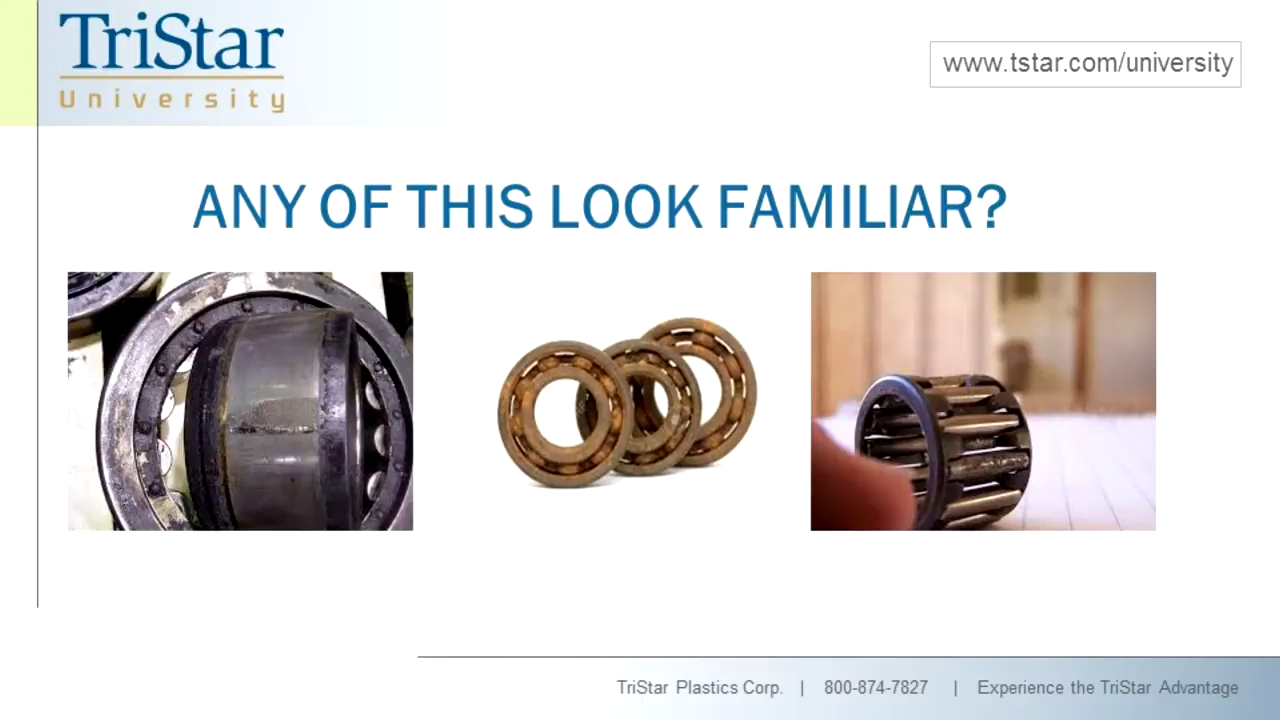 TriStar
University
www.tstar.com/university
ANY OF THIS LOOK FAMILIAR?
TriStar Plastics Corp. | 800-874-7827 | Experience the TriStar Advantage